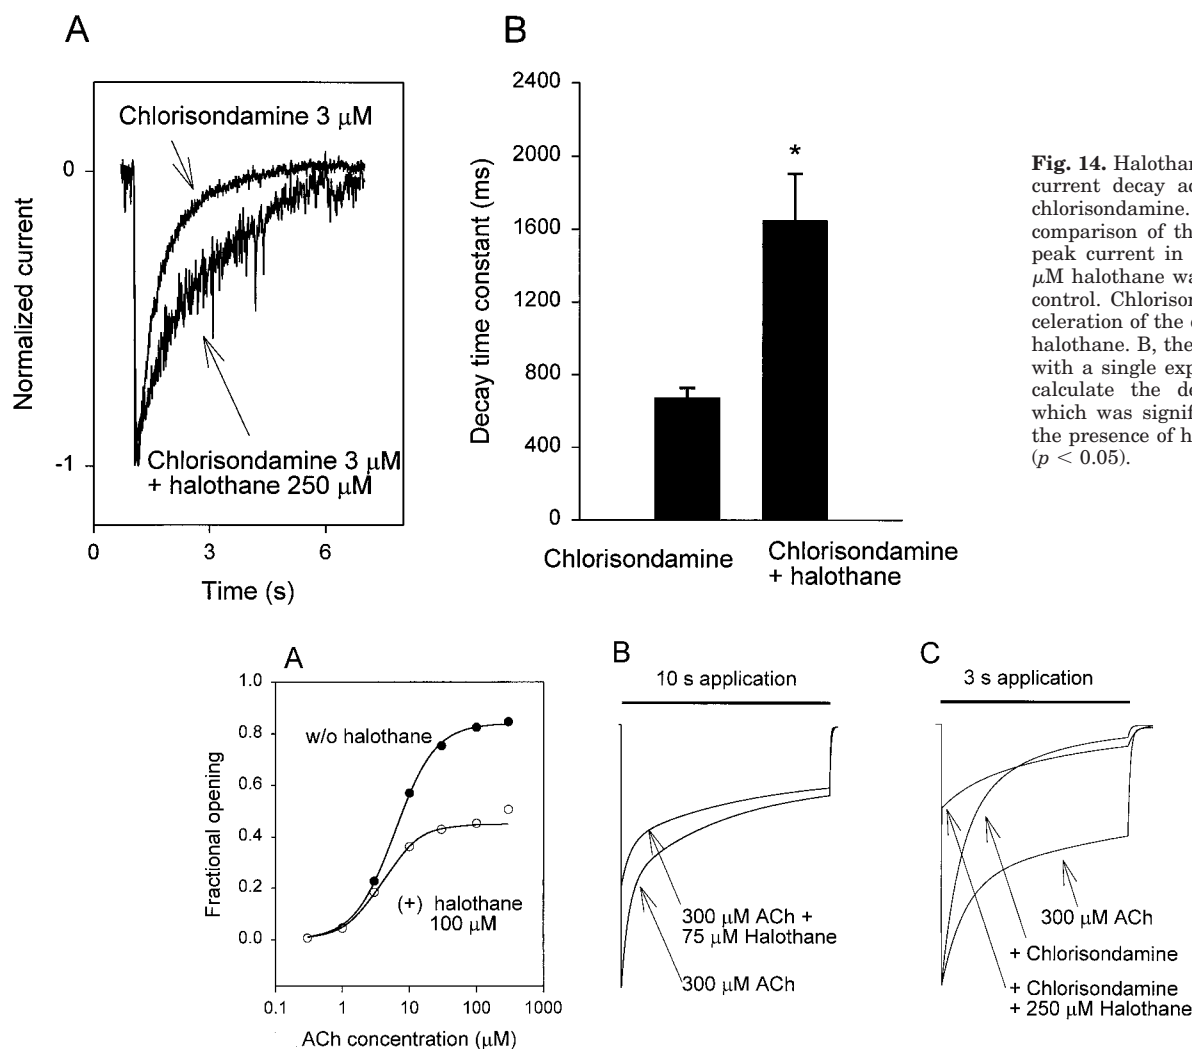 A
Chlorisondamine 3 μM
0
Normalized current
-1
Chlorisondamine 3 μM
+ halothane 250 μM
0
3
6
Time (s)
B
2400
2000
1600
1200
800
400
0
Decay time constant (ms)
*
Chlorisondamine
Chlorisondamine
+ halothane
Fig. 14. Halothan
current decay ac
chlorisondamine.
comparison of th
peak current in
μM halothane wa
control. Chlorison
celeration of the c
halothane. B, the
with a single exp
calculate the de
which was signif
the presence of h
(p < 0.05).
A
1.0
0.8
0.6
0.4
0.2
0.0
Fractional opening
w/o halothane
(+) halothane
100 μM
0.1
1
10
100
1000
ACh concentration (μM)
B
10 s application
300 μM ACh +
75 μM Halothane
300 μM ACh
C
3 s application
300 μM ACh
+ Chlorisondamine
+ Chlorisondamine
+ 250 μM Halothane